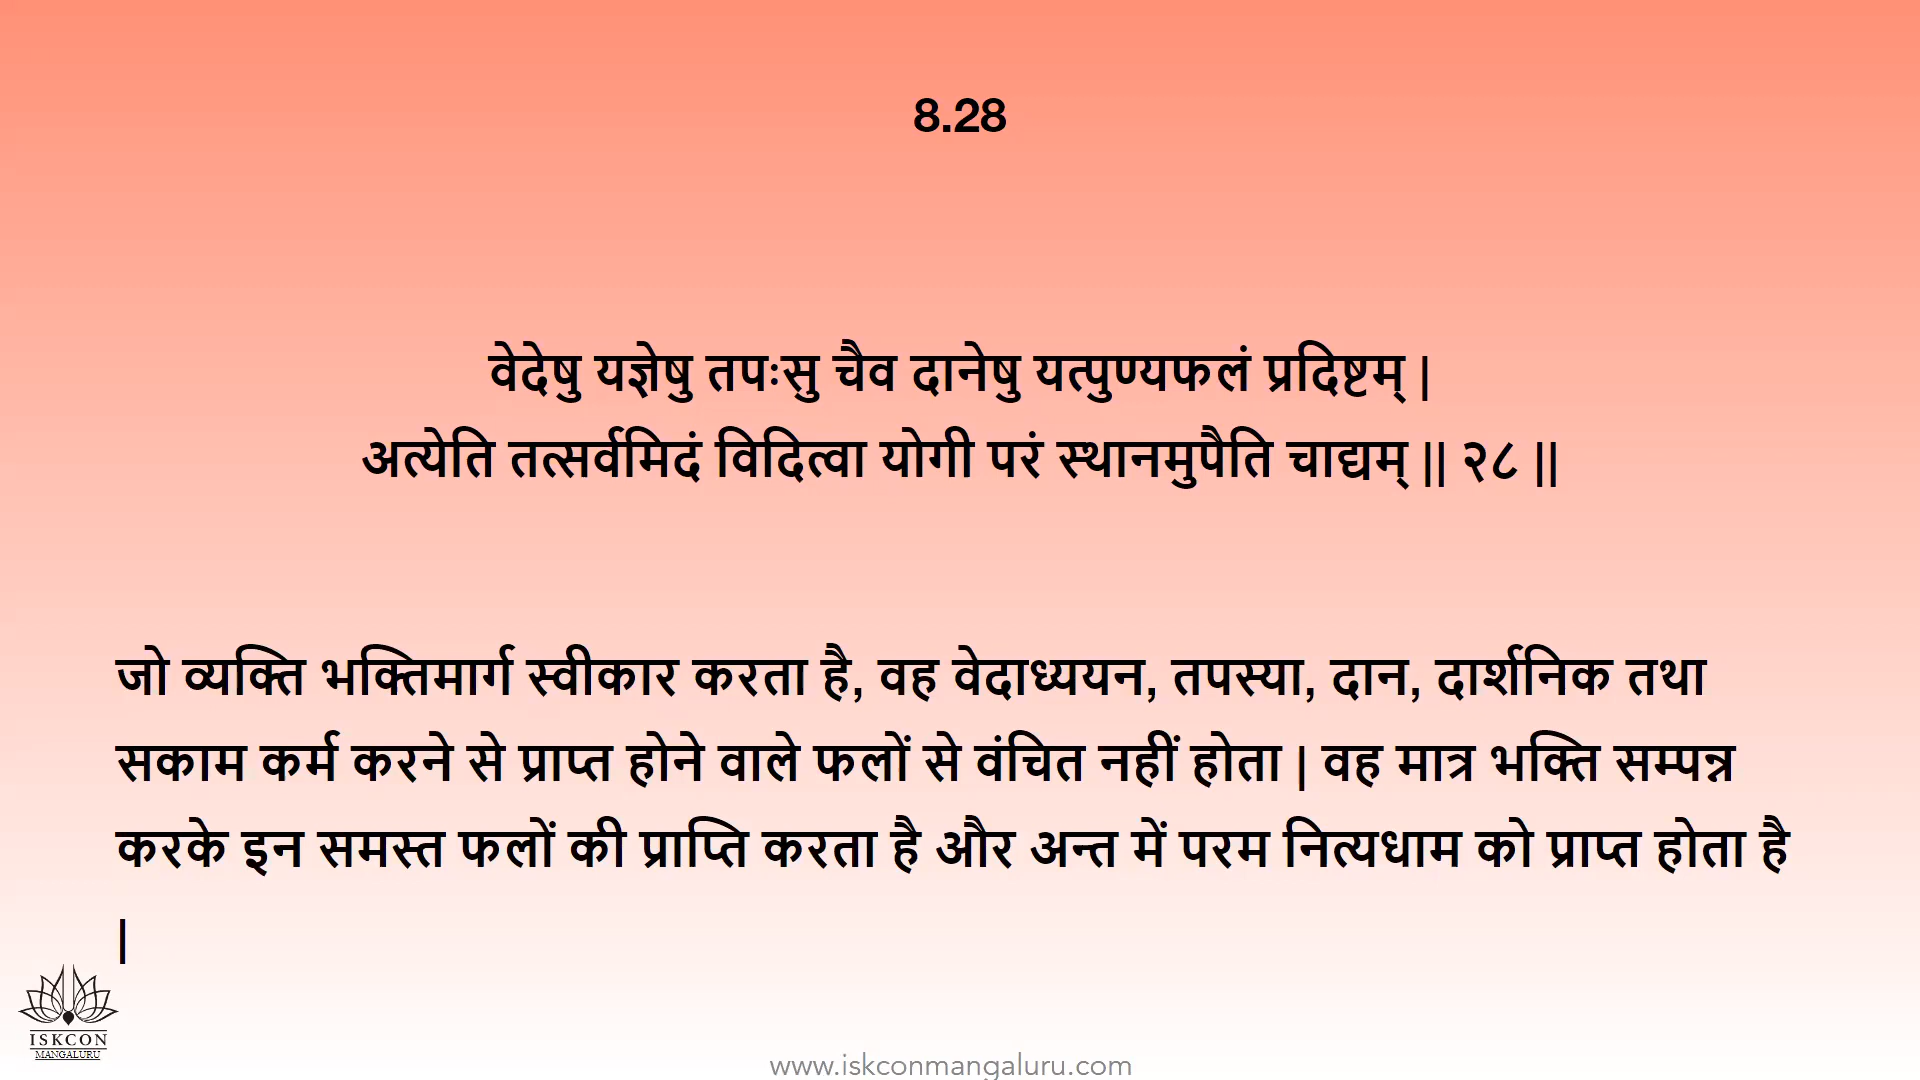 8.28
वेदेषु यज्ञेषु तपःसु चैव दानेषु यत्पुण्यफलं प्रदिष्टम् |
अत्येति तत्सर्वमिदं विदित्वा योगी परं स्थानमुपैति चाद्यम् || २८ ||
जो व्यक्ति भक्तिमार्ग स्वीकार करता है, वह वेदाध्ययन, तपस्या, दान, दार्शनिक तथा
सकाम कर्म करने से प्राप्त होने वाले फलों से वंचित नहीं होता | वह मात्र भक्ति सम्पन्न
करके इन समस्त फलों की प्राप्ति करता है और अन्त में परम नित्यधाम को प्राप्त होता है
|
ISKCON
MANGALURU
www.iskconmangaluru.com